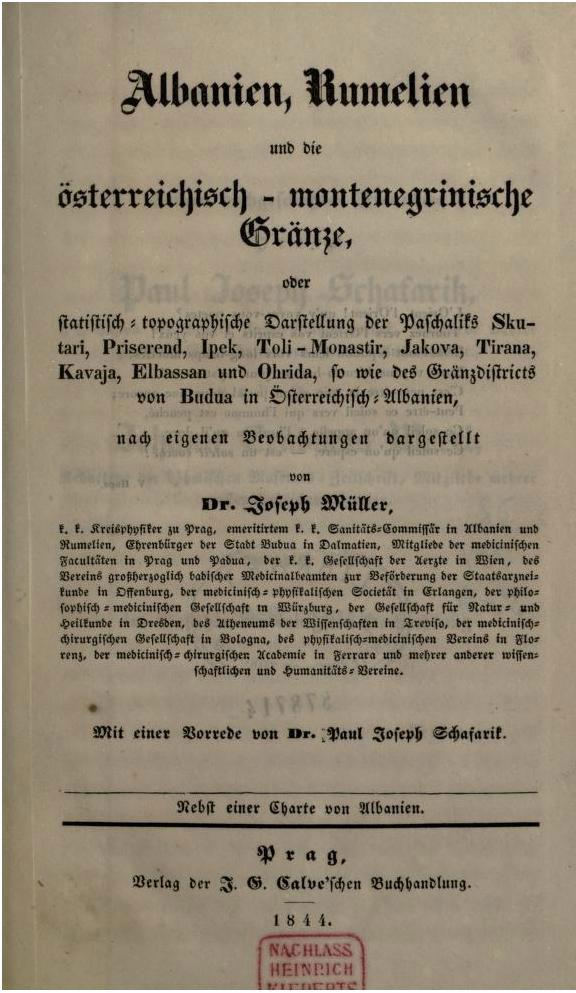 Albanien, Rumelien
und die
österreichisch - montenegrinische
Gränze,
oder
statistisch-topographische Darstellung der Paschaliks Sku-
tari, Priserend, Ipek, Toli-Monastir, Jakova, Tirana,
Kavaja, Elbassan und Ohrida, so wie des Gränzdistricts
von Budua in Österreichisch-Albanien,
nach eigenen Beobachtungen dargestellt
von
Dr. Joseph Müller,
k. k. Kreisphysiker zu Prag, emeritirtem k. k. Sanitäts-Commissär in Albanien und
Rumelien, Ehrenbürger der Stadt Budua in Dalmatien, Mitgliede der medicinischen
Facultäten in Prag und Padua, der k. k. Gesellschaft der Aerzte in Wien, des
Vereins großherzoglich badischer Medicinalbeamten zur Beförderung der Staatsarznei-
kunde in Offenburg, der medicinisch-physikalischen Societät in Erlangen, der philo-
sophisch-medicinischen Gesellschaft in Würzburg, der Gesellschaft für Natur- und
Heilkunde in Dresden, des Atheneums der Wissenschaften in Treviso, der medicinisch-
chirurgischen Gesellschaft in Bologna, des physikalisch-medicinischen Vereins in Flo-
renz, der medicinisch-chirurgischen Academie in Ferrara und mehrer anderer wissen-
schaftlichen und Humanitäts-Vereine.
Mit einer Vorrede von Dr. Paul Joseph Schafarik.
Nebst einer Charte von Albanien.
Prag,
Verlag der J. G. Calve'schen Buchhandlung.
1844.
NACHLASS
HEINRICH
KIEPERTS